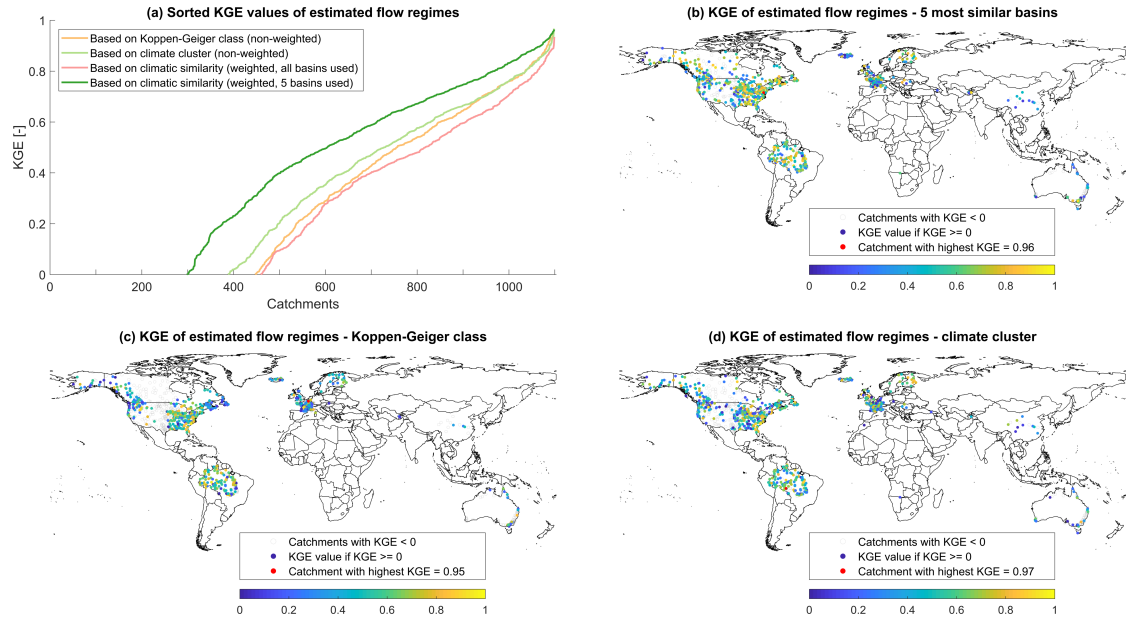 (a) Sorted KGE values of estimated flow regimes
1
0.8
0.6
0.4
0.2
0
KGE [-]
Based on Koppen-Geiger class (non-weighted)
Based on climate cluster (non-weighted)
Based on climatic similarity (weighted, all basins used)
Based on climatic similarity (weighted, 5 basins used)
0 200 400 600 800 1000
Catchments
(b) KGE of estimated flow regimes - 5 most similar basins
Catchments with KGE < 0
KGE value if KGE >= 0
Catchment with highest KGE = 0.96
0 0.2 0.4 0.6 0.8 1
(c) KGE of estimated flow regimes - Koppen-Geiger class
Catchments with KGE < 0
KGE value if KGE >= 0
Catchment with highest KGE = 0.95
0 0.2 0.4 0.6 0.8 1
(d) KGE of estimated flow regimes - climate cluster
Catchments with KGE < 0
KGE value if KGE >= 0
Catchment with highest KGE = 0.97
0 0.2 0.4 0.6 0.8 1